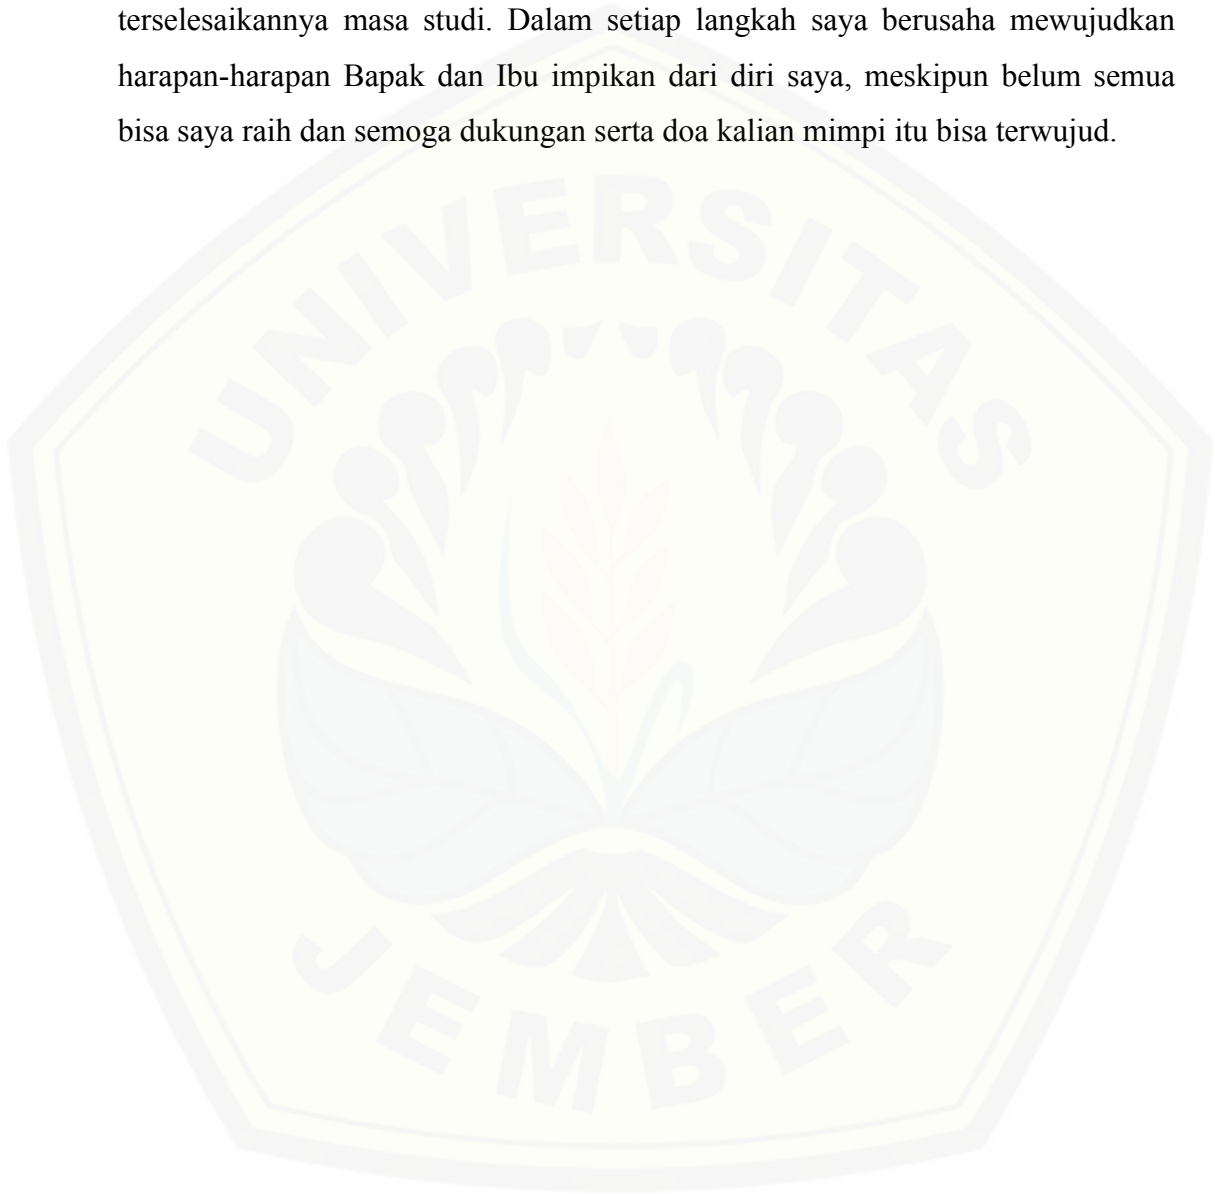 terselesaikannya masa studi. Dalam setiap langkah saya berusaha mewujudkan
harapan-harapan Bapak dan Ibu impikan dari diri saya, meskipun belum semua
bisa saya raih dan semoga dukungan serta doa kalian mimpi itu bisa terwujud.
UNIVERSITAS
JEMBER